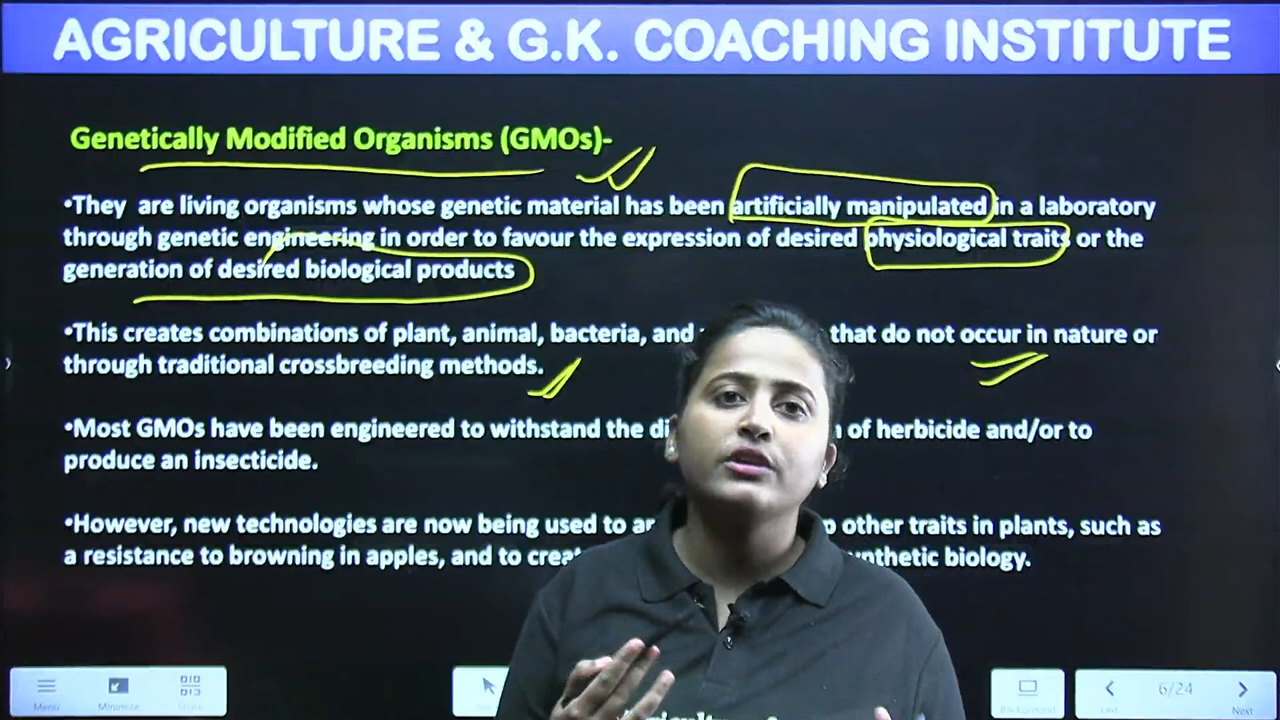 AGRICULTURE & G.K. COACHING INSTITUTE
Genetically Modified Organisms (GMOs)-
•They are living organisms whose genetic material has been artificially manipulated in a laboratory
through genetic engineering in order to favour the expression of desired physiological traits or the
generation of desired biological products
•This creates combinations of plant, animal, bacteria, and that do not occur in nature or
through traditional crossbreeding methods.
•Most GMOs have been engineered to withstand the of herbicide and/or to
produce an insecticide.
•However, new technologies are now being used to other traits in plants, such as
a resistance to browning in apples, and to biology.
Menu Minimize Background Last 6/24 Next